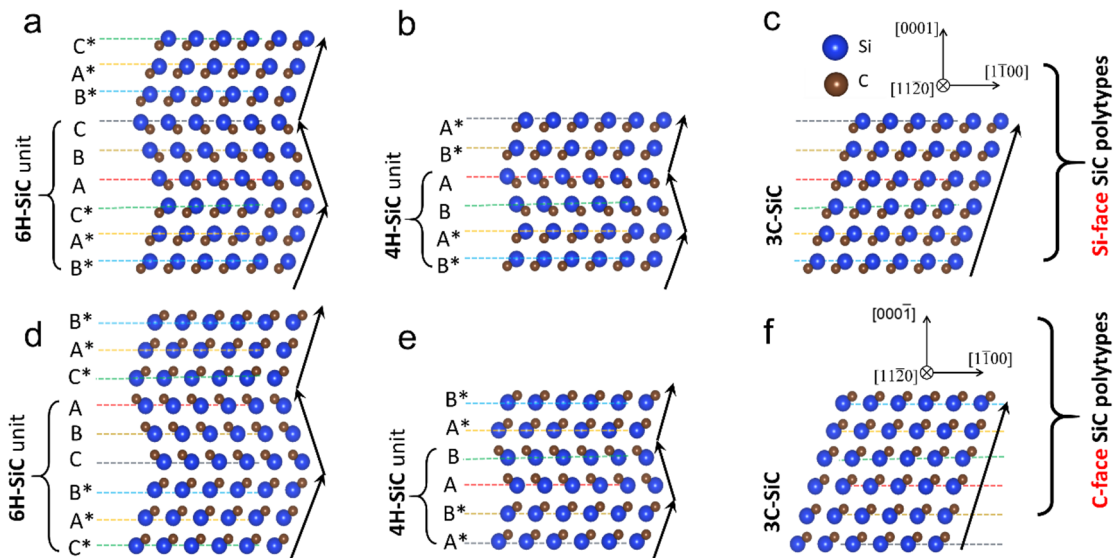 a
C*
A*
B*
C
B
A
C*
A*
B*
6H-SiC unit
b
A*
B*
A
B
A*
B*
4H-SiC unit
c
Si
C
[0001]
[11̄00]
[112̄0]
3C-SiC
Si-face SiC polytypes
d
B*
A*
C*
A
B
C
B*
A*
C*
6H-SiC unit
e
B*
A*
B
A
B*
A*
4H-SiC unit
f
[0001̄]
[11̄00]
[112̄0]
3C-SiC
C-face SiC polytypes